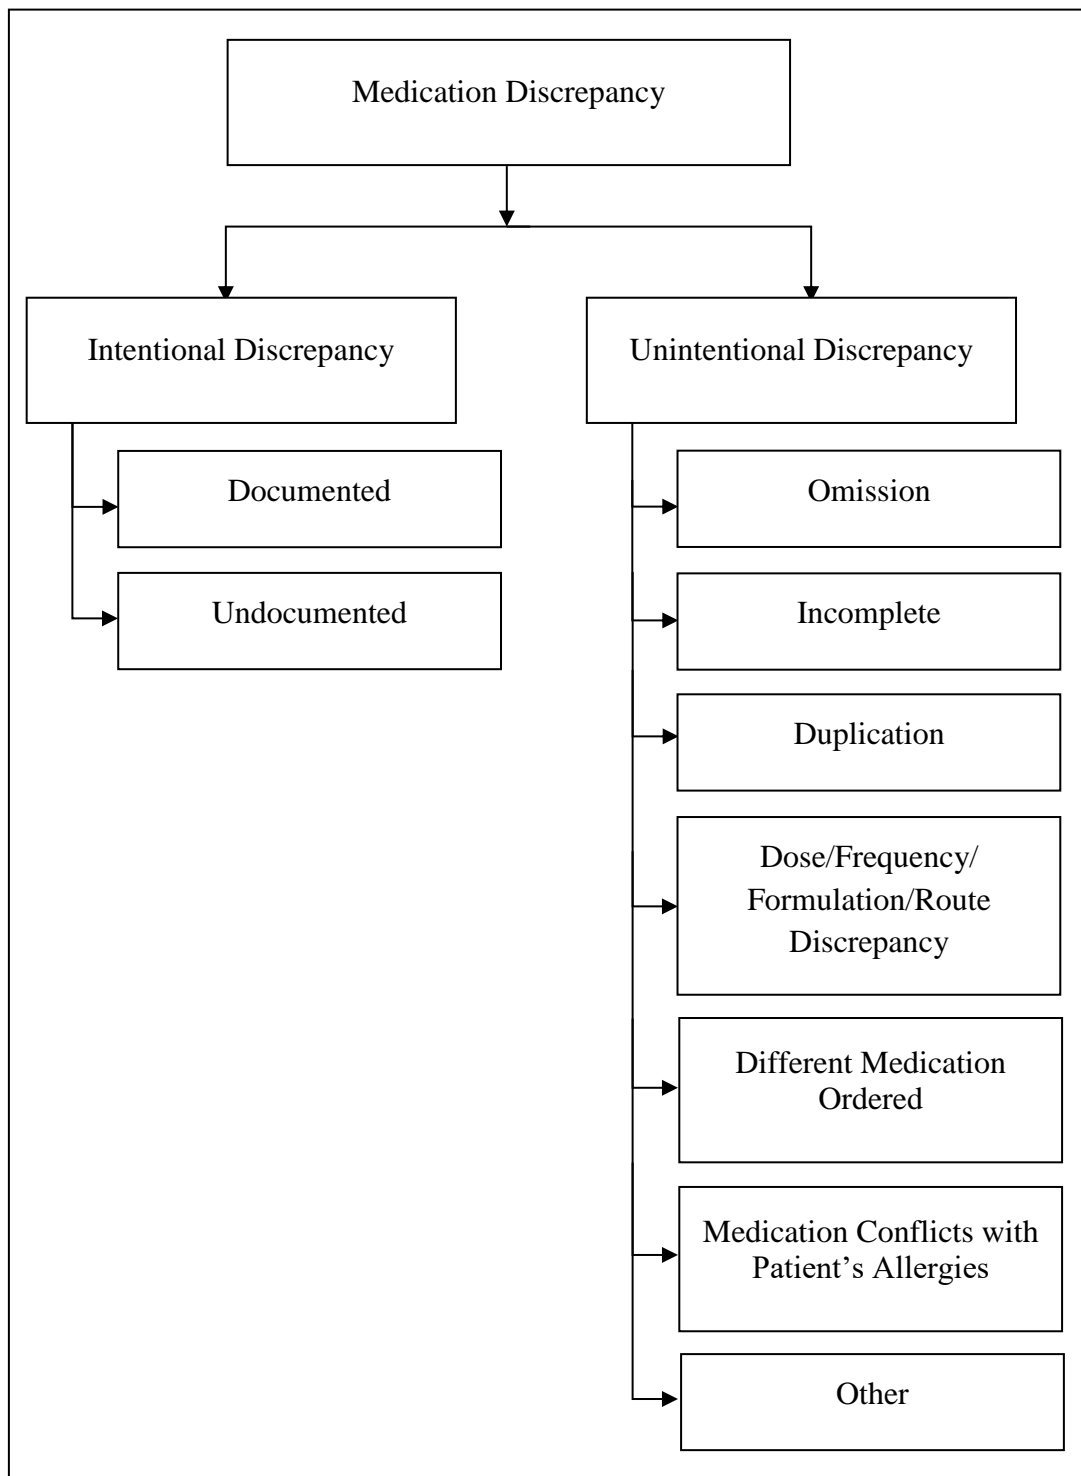 Medication Discrepancy
Intentional Discrepancy
Documented
Undocumented
Unintentional Discrepancy
Omission
Incomplete
Duplication
Dose/Frequency/
Formulation/Route
Discrepancy
Different Medication
Ordered
Medication Conflicts with
Patient’s Allergies
Other